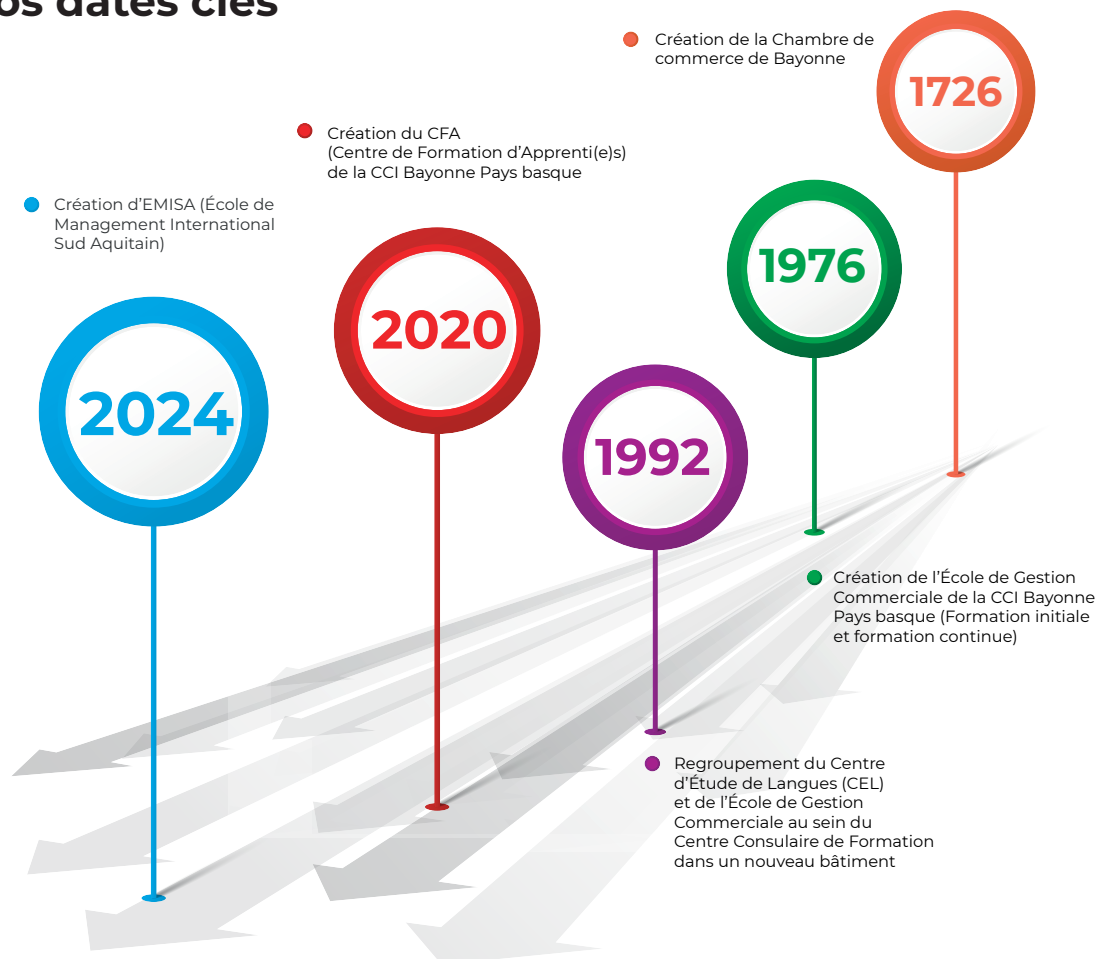 os dates clés
Création de la Chambre de
commerce de Bayonne
1726
Création du CFA
(Centre de Formation d'Apprenti(e)s)
de la CCI Bayonne Pays basque
Création d'EMISA (École de
Management International
Sud Aquitain)
1976
2020
2024
1992
Création de l'École de Gestion
Commerciale de la CCI Bayonne
Pays basque (Formation initiale
et formation continue)
Regroupement du Centre
d'Étude de Langues (CEL)
et de l'École de Gestion
Commerciale au sein du
Centre Consulaire de Formation
dans un nouveau bâtiment